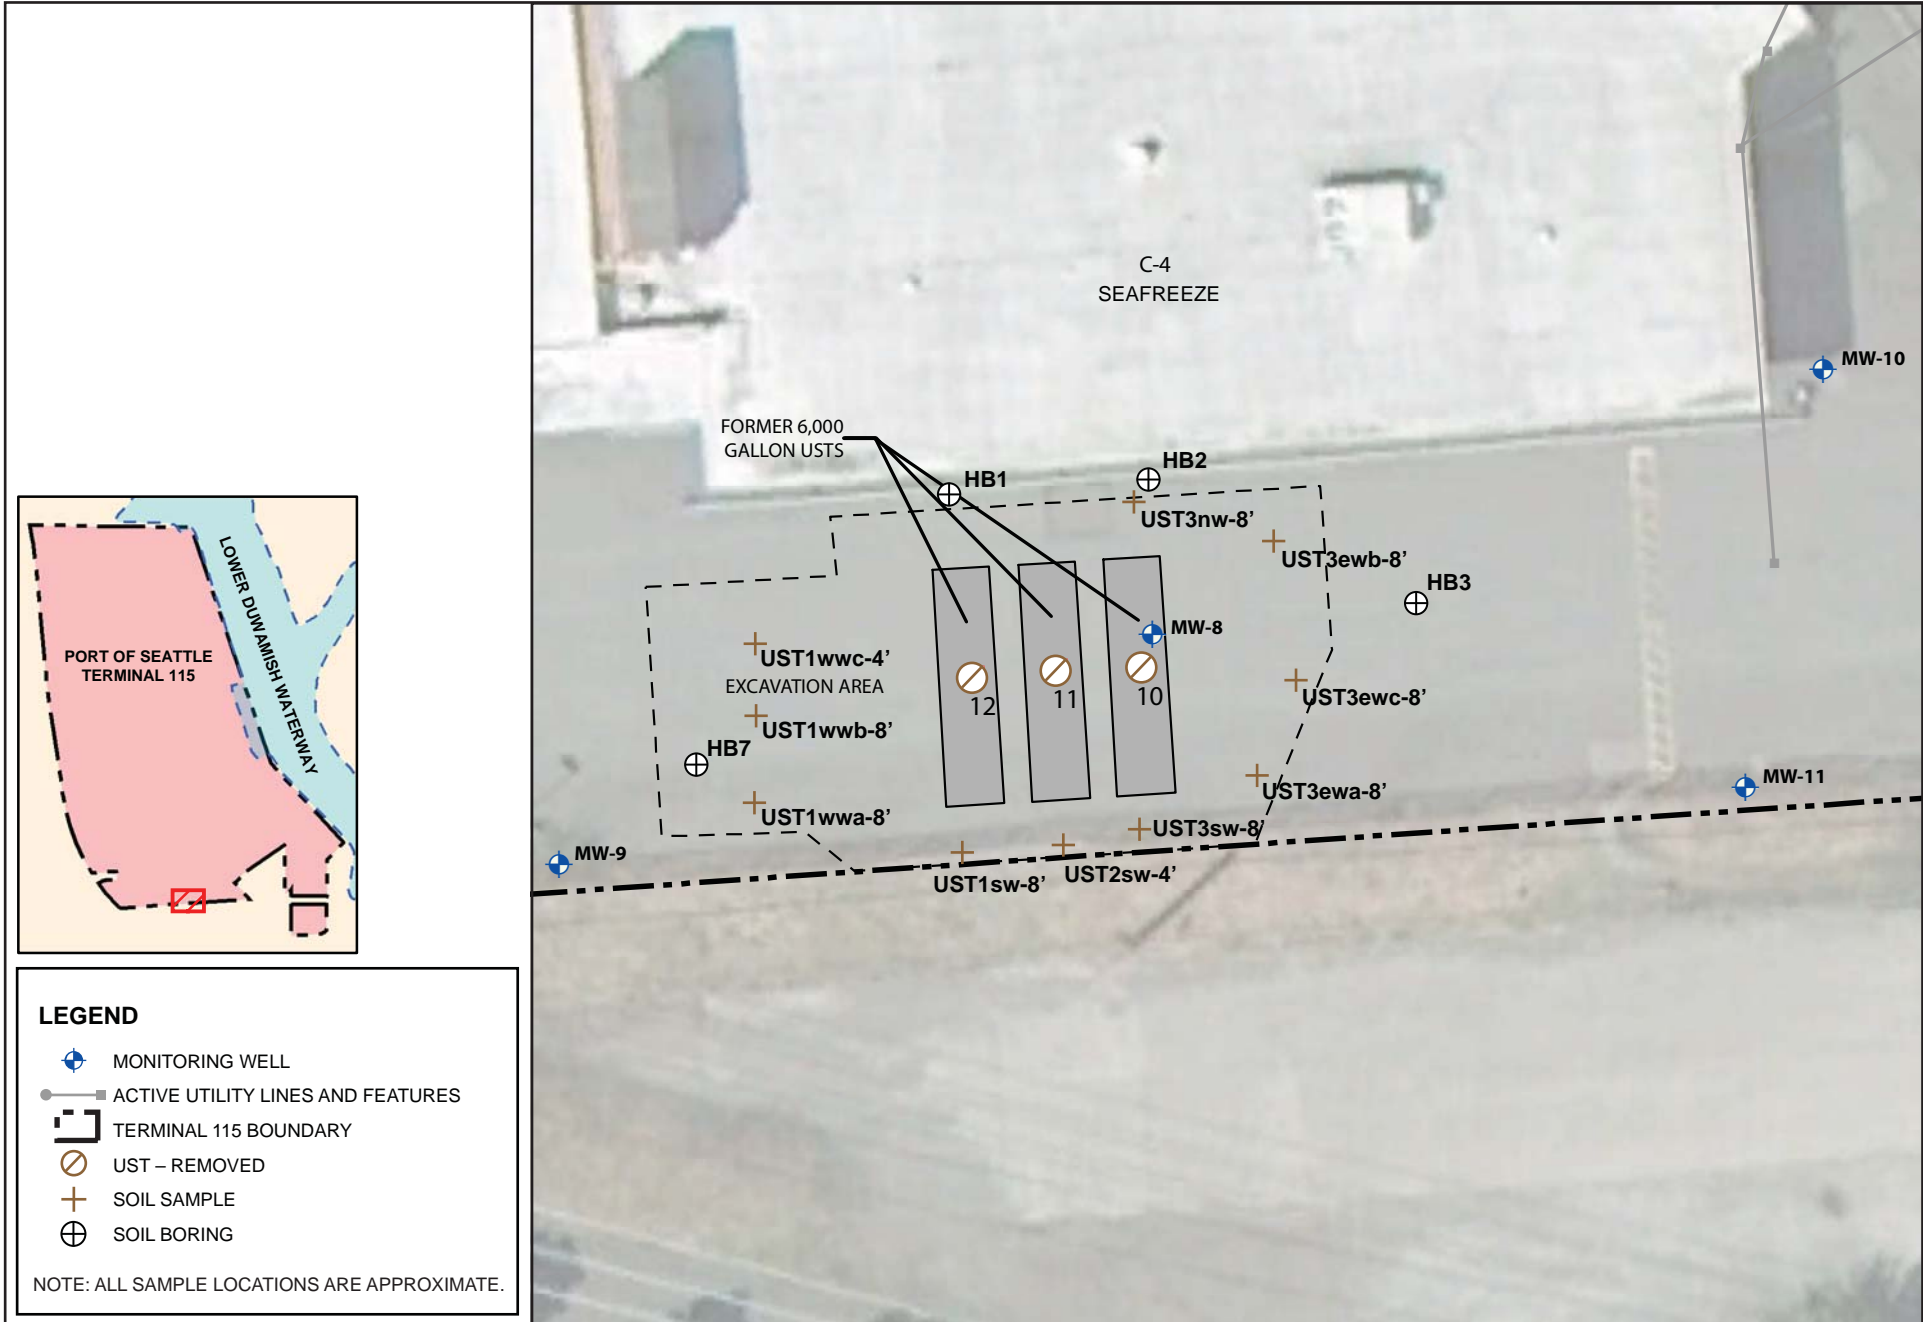 C-4
SEAFREEZE
MW-10
FORMER 6,000
GALLON USTS
HB1
HB2
UST3nw-8’
UST3ewb-8’
HB3
MW-8
UST1wwc-4’
EXCAVATION AREA
UST3ewc-8’
12
11
10
UST1wwb-8’
HB7
UST3ewa-8’
MW-11
UST1wwa-8’
UST3sw-8’
MW-9
UST1sw-8’
UST2sw-4’
LOWER DUWAMISH WATERWAY
PORT OF SEATTLE
TERMINAL 115
LEGEND
MONITORING WELL
ACTIVE UTILITY LINES AND FEATURES
TERMINAL 115 BOUNDARY
UST – REMOVED
SOIL SAMPLE
SOIL BORING
NOTE: ALL SAMPLE LOCATIONS ARE APPROXIMATE.